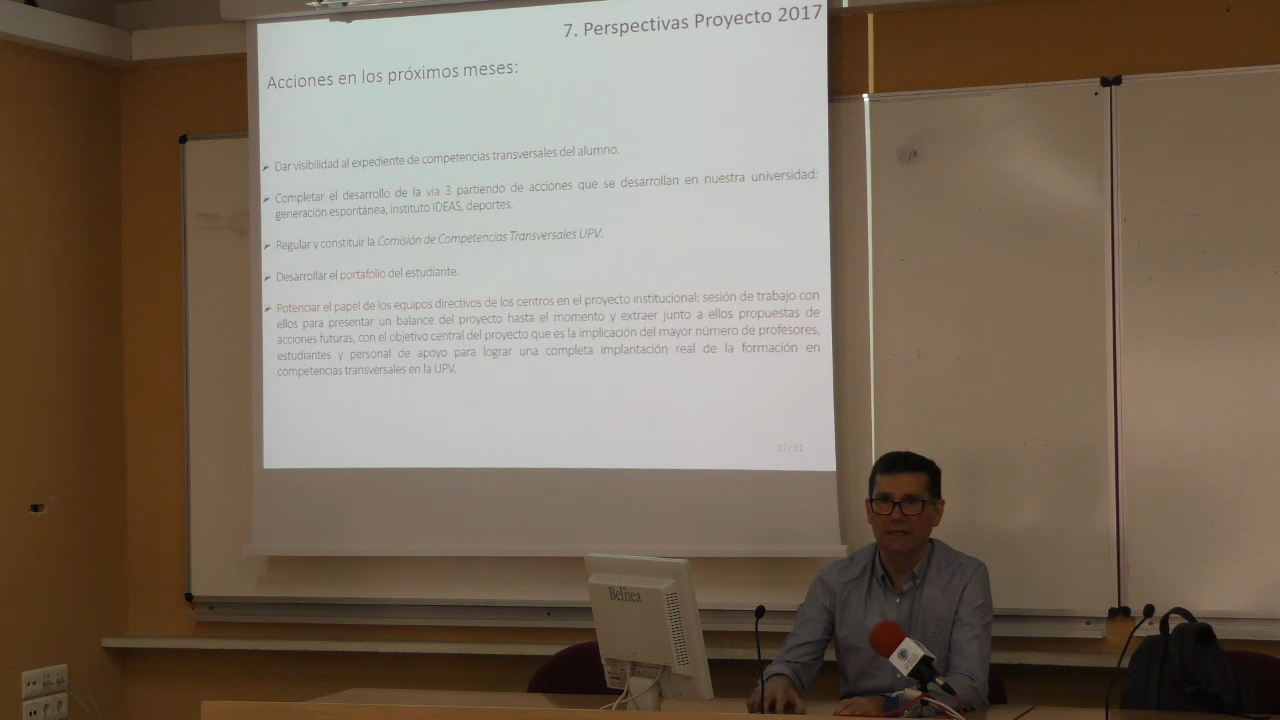 7. Perspectivas Proyecto 2017
Acciones en los próximos meses:
➢ Dar visibilidad al expediente de competencias transversales del alumno.
➢ Completar el desarrollo de la vía 3 partiendo de acciones que se desarrollan en nuestra universidad:
generación espontánea, instituto IDEAS, deportes.
➢ Regular y constituir la Comisión de Competencias Transversales UPV.
➢ Desarrollar el portafolio del estudiante.
➢ Potenciar el papel de los equipos directivos de los centros en el proyecto institucional: sesión de trabajo con
ellos para presentar un balance del proyecto hasta el momento y extraer junto a ellos propuestas de
acciones futuras, con el objetivo central del proyecto que es la implicación del mayor número de profesores,
estudiantes y personal de apoyo para lograr una completa implantación real de la formación en
competencias transversales en la UPV.
27/31
Belinea